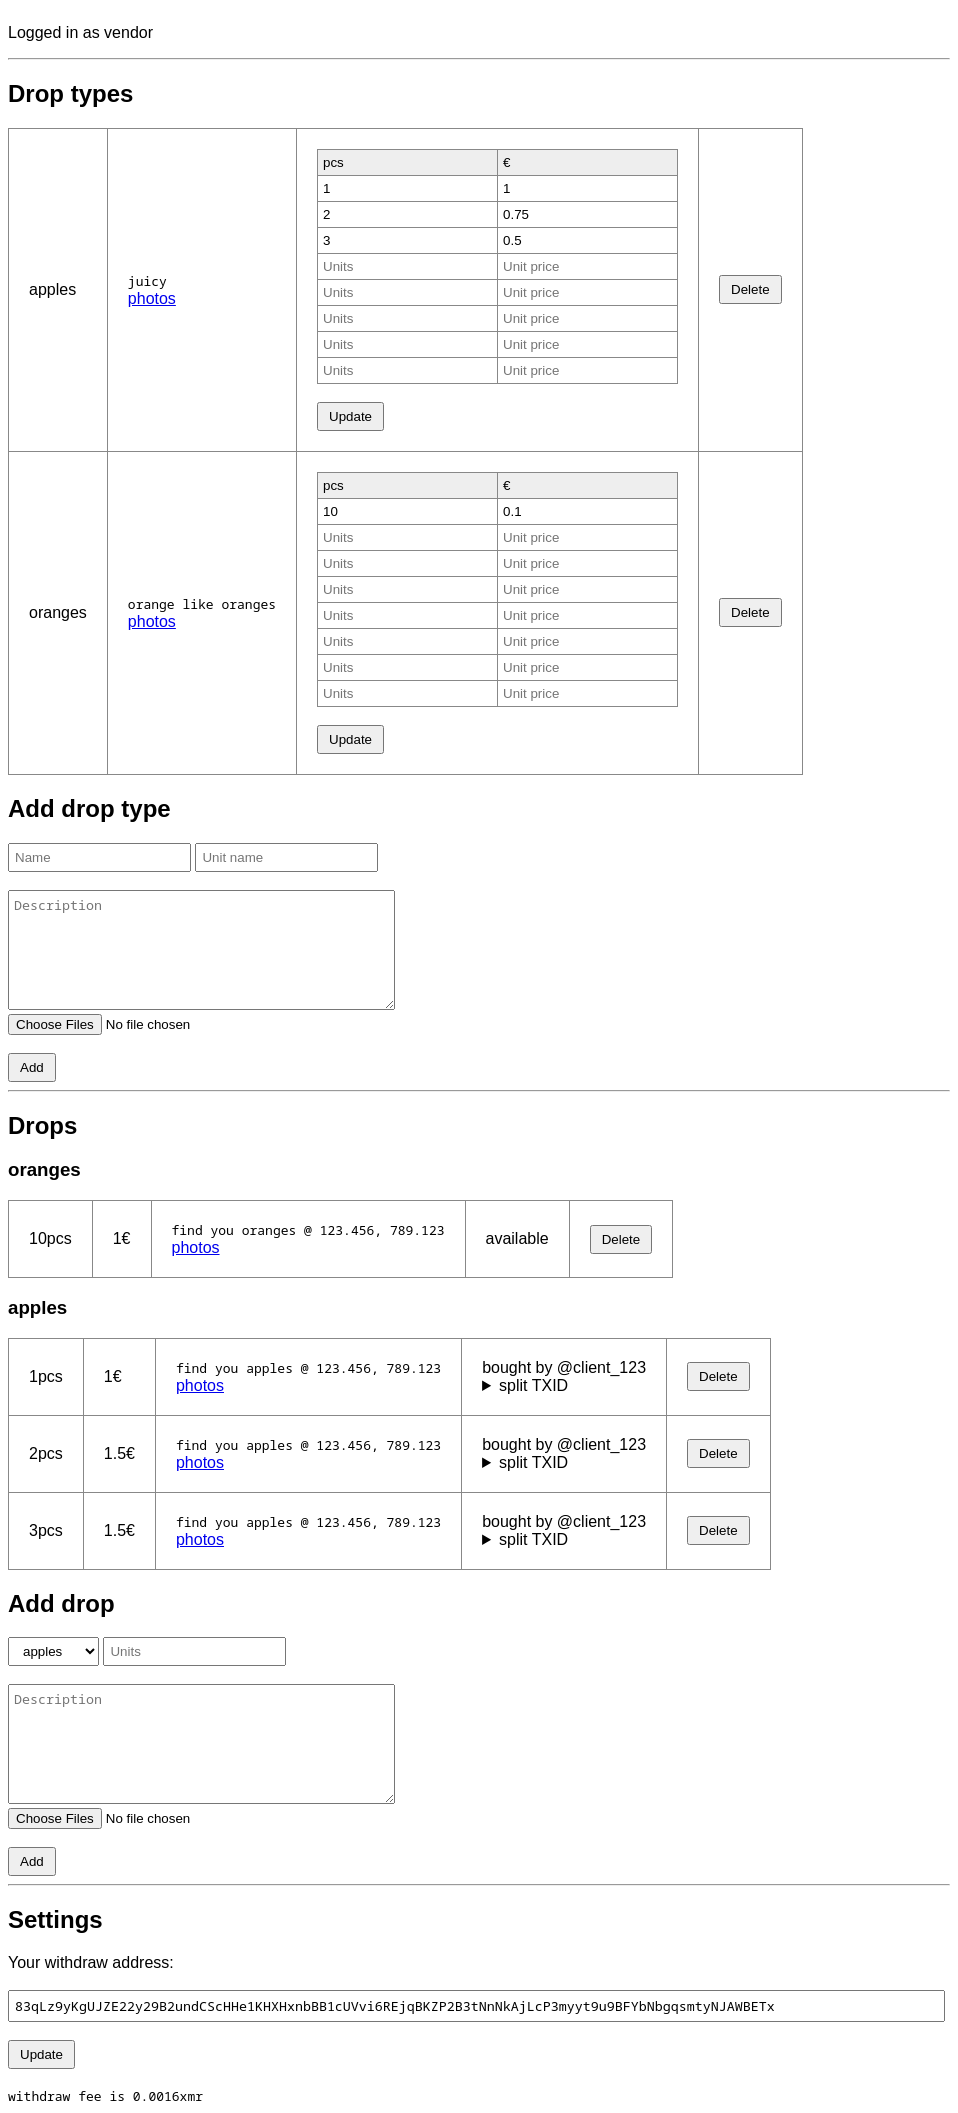 Logged in as vendor
Drop types
apples
juicy
photos
pcs €
1 1
2 0.75
3 0.5
Units Unit price
Units Unit price
Units Unit price
Units Unit price
Units Unit price
Update
Delete
oranges
orange like oranges
photos
pcs €
10 0.1
Units Unit price
Units Unit price
Units Unit price
Units Unit price
Units Unit price
Units Unit price
Units Unit price
Update
Delete
Add drop type
Name Unit name
Description
Choose Files No file chosen
Add
Drops
oranges
10pcs 1€ find you oranges @ 123.456, 789.123 available Delete
photos
apples
1pcs 1€ find you apples @ 123.456, 789.123 bought by @client_123 Delete
photos split TXID
2pcs 1.5€ find you apples @ 123.456, 789.123 bought by @client_123 Delete
photos split TXID
3pcs 1.5€ find you apples @ 123.456, 789.123 bought by @client_123 Delete
photos split TXID
Add drop
apples Units
Description
Choose Files No file chosen
Add
Settings
Your withdraw address:
83qLz9yKgUJZE22y29B2undCScHHe1KHXHxnbBB1cUVvi6REjqBKZP2B3tNnNkAjLcP3myyt9u9BFYbNbgqsmtyNJAWBETx
Update
withdraw fee is 0.0016xmr